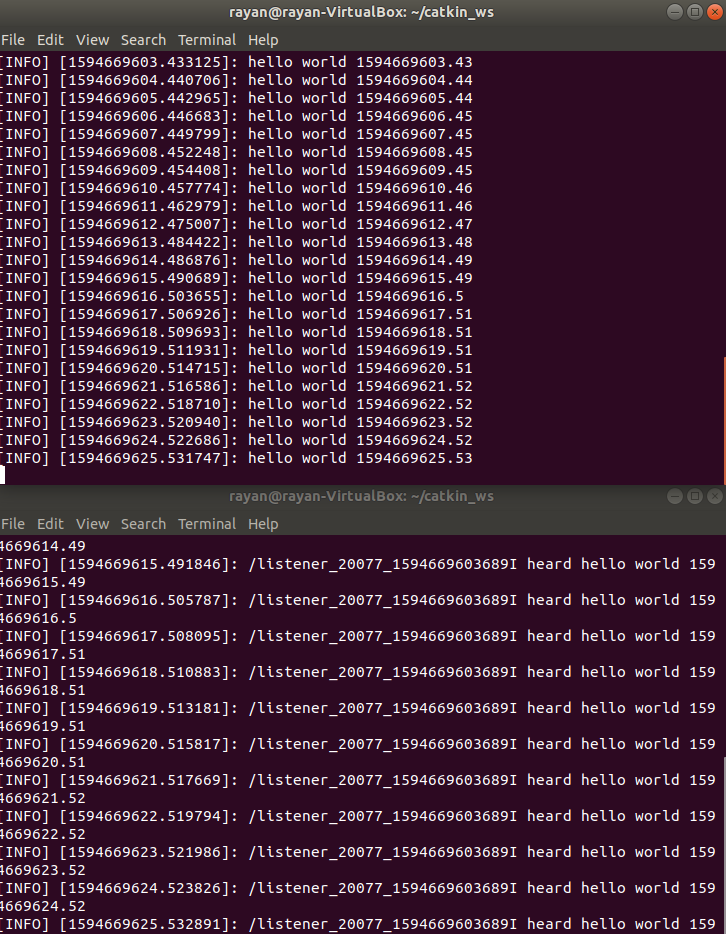 rayan@rayan-VirtualBox: ~/catkin_ws
File Edit View Search Terminal Help
[INFO] [1594669603.433125]: hello world 1594669603.43
[INFO] [1594669604.440706]: hello world 1594669604.44
[INFO] [1594669605.442965]: hello world 1594669605.44
[INFO] [1594669606.446683]: hello world 1594669606.45
[INFO] [1594669607.449799]: hello world 1594669607.45
[INFO] [1594669608.452248]: hello world 1594669608.45
[INFO] [1594669609.454408]: hello world 1594669609.45
[INFO] [1594669610.457774]: hello world 1594669610.46
[INFO] [1594669611.462979]: hello world 1594669611.46
[INFO] [1594669612.475007]: hello world 1594669612.47
[INFO] [1594669613.484422]: hello world 1594669613.48
[INFO] [1594669614.486876]: hello world 1594669614.49
[INFO] [1594669615.490689]: hello world 1594669615.49
[INFO] [1594669616.503655]: hello world 1594669616.5
[INFO] [1594669617.506926]: hello world 1594669617.51
[INFO] [1594669618.509693]: hello world 1594669618.51
[INFO] [1594669619.511931]: hello world 1594669619.51
[INFO] [1594669620.514715]: hello world 1594669620.51
[INFO] [1594669621.516586]: hello world 1594669621.52
[INFO] [1594669622.518710]: hello world 1594669622.52
[INFO] [1594669623.520940]: hello world 1594669623.52
[INFO] [1594669624.522686]: hello world 1594669624.52
[INFO] [1594669625.531747]: hello world 1594669625.53
rayan@rayan-VirtualBox: ~/catkin_ws
File Edit View Search Terminal Help
4669614.49
[INFO] [1594669615.491846]: /listener_20077_1594669603689I heard hello world 159
4669615.49
[INFO] [1594669616.505787]: /listener_20077_1594669603689I heard hello world 159
4669616.5
[INFO] [1594669617.508095]: /listener_20077_1594669603689I heard hello world 159
4669617.51
[INFO] [1594669618.510883]: /listener_20077_1594669603689I heard hello world 159
4669618.51
[INFO] [1594669619.513181]: /listener_20077_1594669603689I heard hello world 159
4669619.51
[INFO] [1594669620.515817]: /listener_20077_1594669603689I heard hello world 159
4669620.51
[INFO] [1594669621.517669]: /listener_20077_1594669603689I heard hello world 159
4669621.52
[INFO] [1594669622.519794]: /listener_20077_1594669603689I heard hello world 159
4669622.52
[INFO] [1594669623.521986]: /listener_20077_1594669603689I heard hello world 159
4669623.52
[INFO] [1594669624.523826]: /listener_20077_1594669603689I heard hello world 159
4669624.52
[INFO] [1594669625.532891]: /listener_20077_1594669603689I heard hello world 159